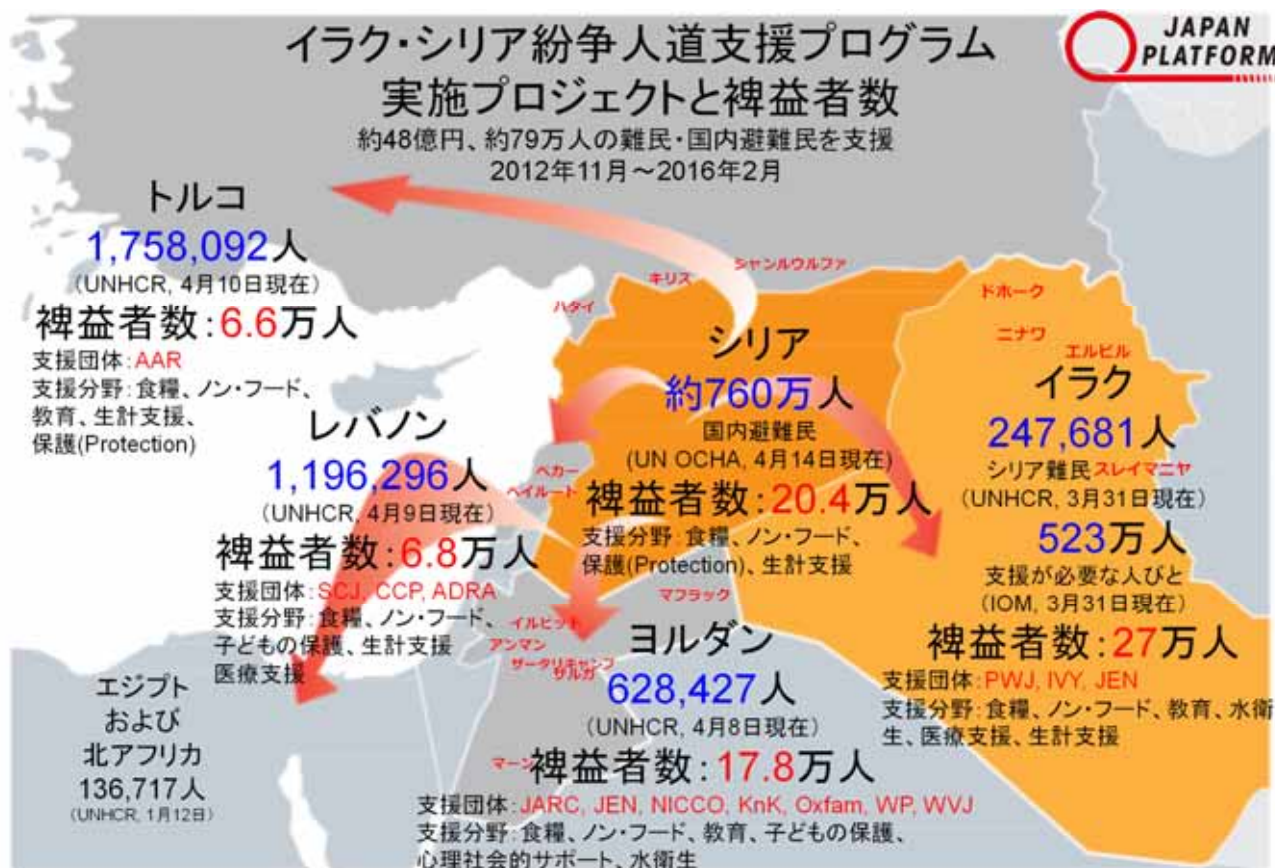 イラク・シリア紛争人道支援プログラム
実施プロジェクトと裨益者数
約48億円、約79万人の難民・国内避難民を支援
2012年11月～2016年2月
JAPAN
PLATFORM
トルコ
1,758,092人
(UNHCR, 4月10日現在)
裨益者数:6.6万人
支援団体:AAR
支援分野:食糧、ノン・フード、
教育、生計支援、
保護(Protection)
ハタイ
キリス
シャンルウルファ
シリア
約760万人
国内避難民
(UN OCHA, 4月14日現在)
裨益者数:20.4万人
支援分野:食糧、ノン・フード、
保護(Protection)、生計支援
ドホーク
ニナワ
エルビル
イラク
247,681人
シリア難民
スレイマニヤ
(UNHCR, 3月31日現在)
523万人
支援が必要な人びと
(IOM, 3月31日現在)
裨益者数:27万人
支援団体:PWJ, IVY, JEN
支援分野:食糧、ノン・フード、教育、水衛
生、医療支援、生計支援
レバノン
1,196,296人
(UNHCR, 4月9日現在)
ベカー
ベイルート
裨益者数:6.8万人
支援団体:SCJ, CCP, ADRA
支援分野:食糧、ノン・フード、
子どもの保護、生計支援
医療支援
エジプト
および
北アフリカ
136,717人
(UNHCR, 1月12日)
マフラック
イルビット
アンマン
ザータリキャンプ
ザルカ
ヨルダン
628,427人
(UNHCR, 4月8日現在)
マーン
裨益者数:17.8万人
支援団体:JARC, JEN, NICCO, KnK, Oxfam, WP, WVJ
支援分野:食糧、ノン・フード、教育、子どもの保護、
心理社会的サポート、水衛生